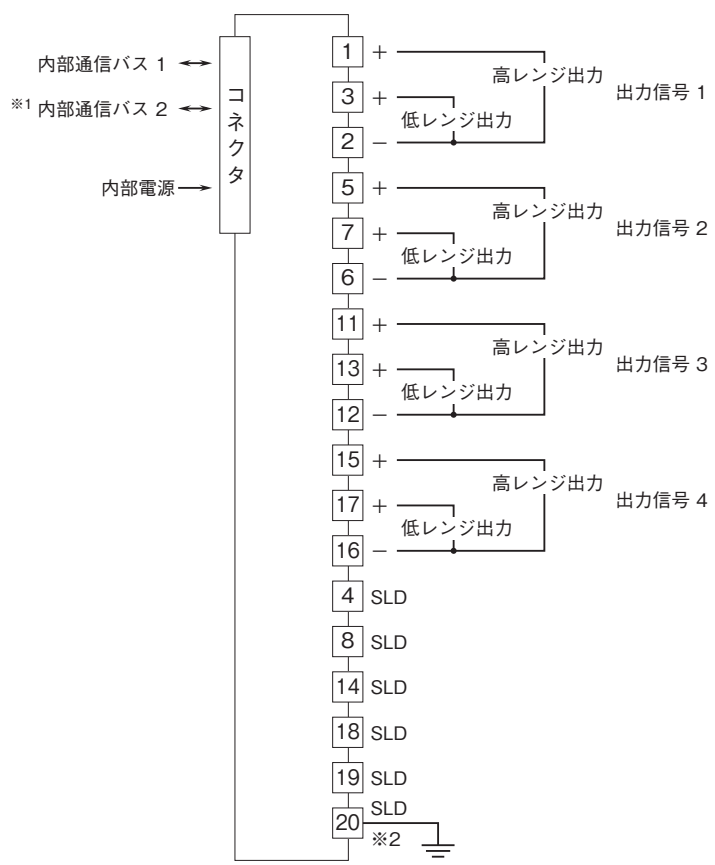 内部通信バス 1
※1 内部通信バス 2
内部電源
コネクタ
1 +
高レンジ出力
出力信号 1
3 +
低レンジ出力
2 −
5 +
高レンジ出力
出力信号 2
7 +
低レンジ出力
6 −
11 +
高レンジ出力
出力信号 3
13 +
低レンジ出力
12 −
15 +
高レンジ出力
出力信号 4
17 +
低レンジ出力
16 −
4 SLD
8 SLD
14 SLD
18 SLD
19 SLD
20 SLD
※2